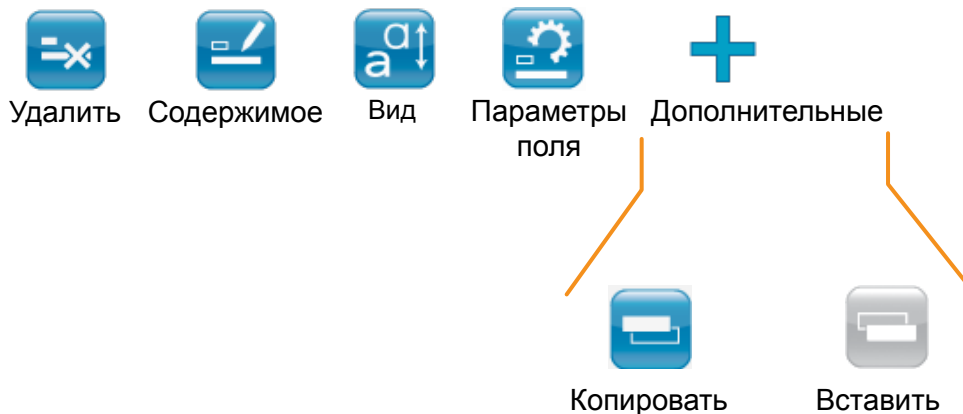 Удалить Содержимое Вид Параметры поля Дополнительные
Копировать Вставить